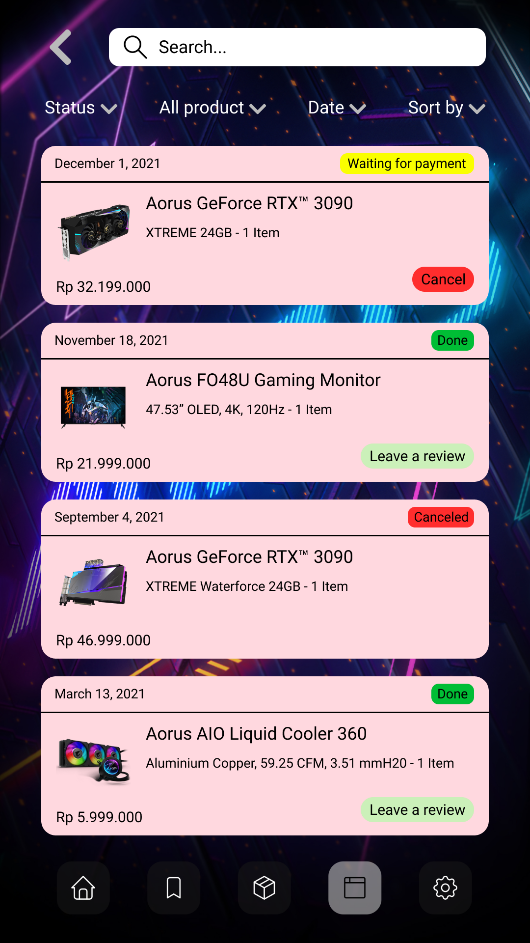 Search...
Status All product Date Sort by
December 1, 2021 Waiting for payment
Aorus GeForce RTX™ 3090
XTREME 24GB - 1 Item
Cancel
Rp 32.199.000
November 18, 2021 Done
Aorus FO48U Gaming Monitor
47.53” OLED, 4K, 120Hz - 1 Item
Leave a review
Rp 21.999.000
September 4, 2021 Canceled
Aorus GeForce RTX™ 3090
XTREME Waterforce 24GB - 1 Item
Rp 46.999.000
March 13, 2021 Done
Aorus AIO Liquid Cooler 360
Aluminium Copper, 59.25 CFM, 3.51 mmH20 - 1 Item
Leave a review
Rp 5.999.000